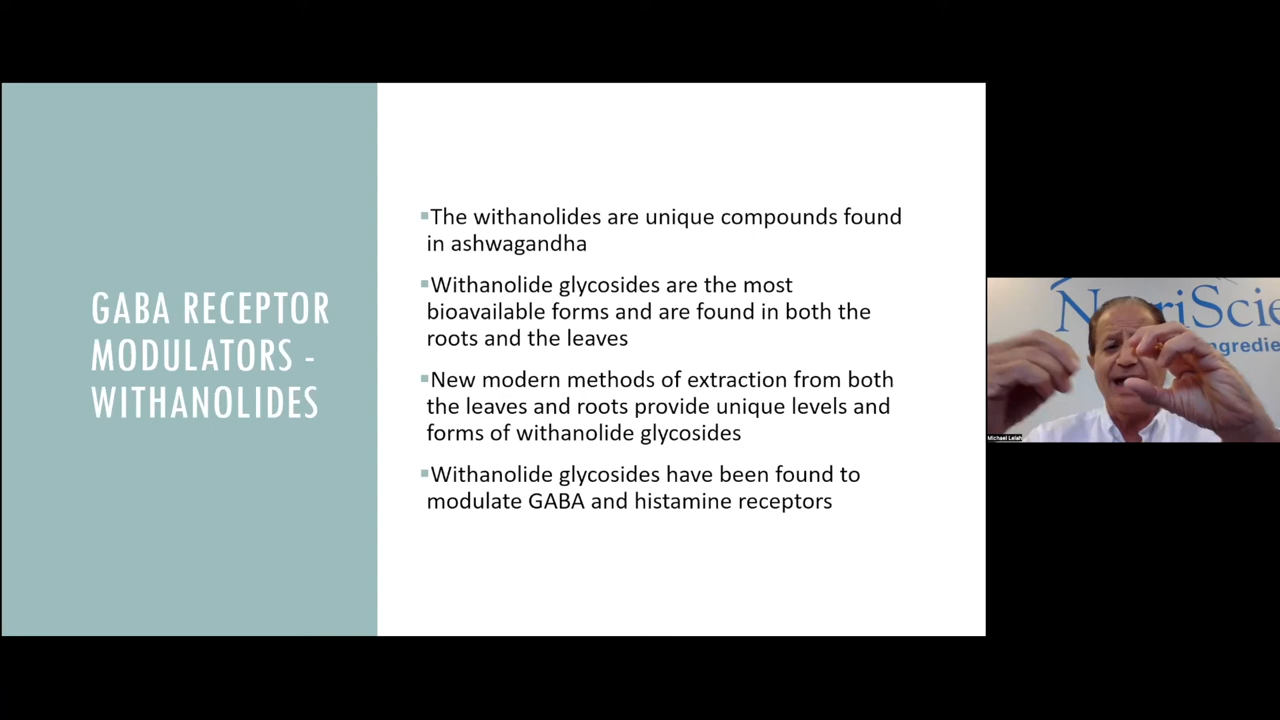 GABA RECEPTOR
MODULATORS -
WITHANOLIDES
▪The withanolides are unique compounds found
in ashwagandha
▪Withanolide glycosides are the most
bioavailable forms and are found in both the
roots and the leaves
▪New modern methods of extraction from both
the leaves and roots provide unique levels and
forms of withanolide glycosides
▪Withanolide glycosides have been found to
modulate GABA and histamine receptors
Michael Lelah